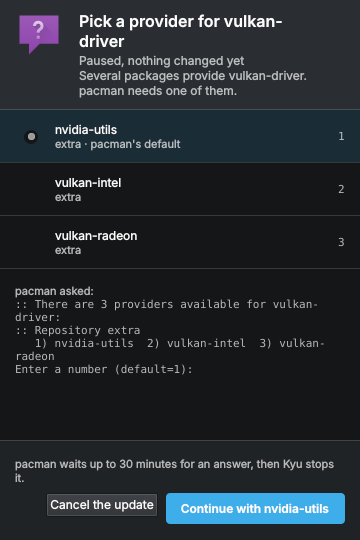 Pick a provider for vulkan-
driver
Paused, nothing changed yet
Several packages provide vulkan-driver.
pacman needs one of them.
nvidia-utils
extra · pacman's default
1
vulkan-intel
extra
2
vulkan-radeon
extra
3
pacman asked:
:: There are 3 providers available for vulkan-
driver:
:: Repository extra
   1) nvidia-utils  2) vulkan-intel  3) vulkan-
radeon
Enter a number (default=1):
pacman waits up to 30 minutes for an answer, then Kyu stops
it.
Cancel the update
Continue with nvidia-utils